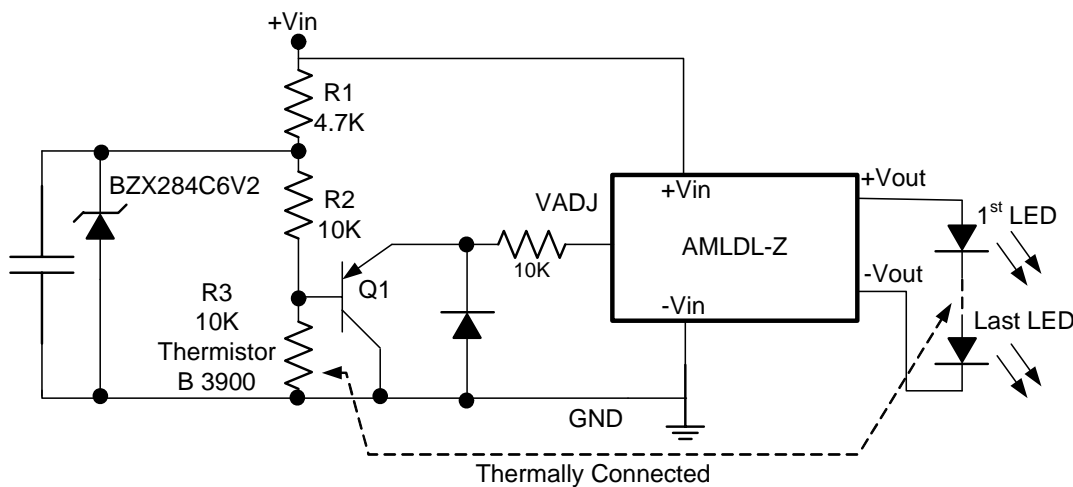 +Vin
R1
4.7K
BZX284C6V2
R2
10K
VADJ
10K
Q1
R3
10K
Thermistor
B 3900
+Vin
AMLDL-Z
-Vin
+Vout
-Vout
1st LED
Last LED
GND
Thermally Connected